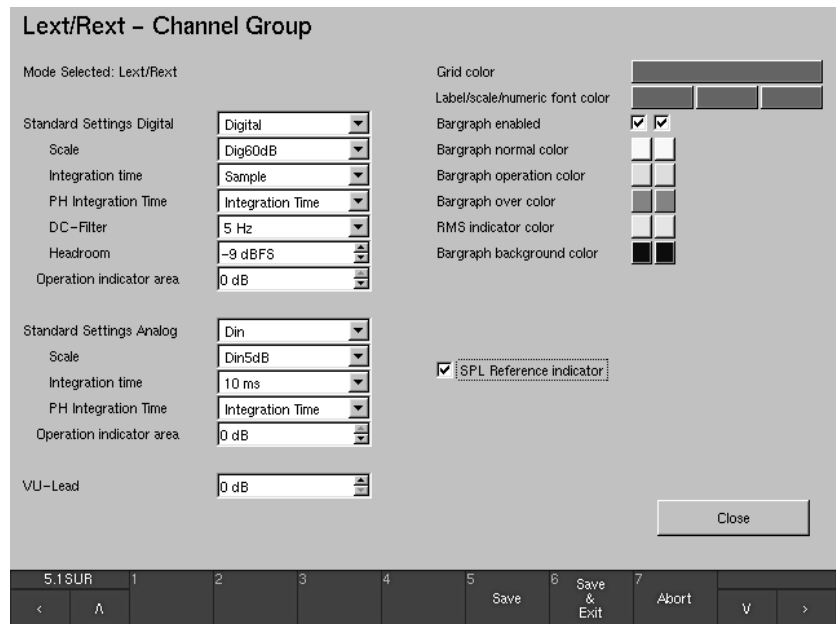 Lext/Rext – Channel Group
Mode Selected: Lext/Rext
Standard Settings Digital Digital
Scale Dig60dB
Integration time Sample
PH Integration Time Integration Time
DC-Filter 5 Hz
Headroom -9 dBFS
Operation indicator area 0 dB
Standard Settings Analog Din
Scale Din5dB
Integration time 10 ms
PH Integration Time Integration Time
Operation indicator area 0 dB
VU-Lead 0 dB
Grid color
Label/scale/numeric font color
Bargraph enabled
Bargraph normal color
Bargraph operation color
Bargraph over color
RMS indicator color
Bargraph background color
SPL Reference indicator
Close
5.1SUR 1 2 3 4 5 6 7
Save
Save
&
Exit
Abort
< Λ V >